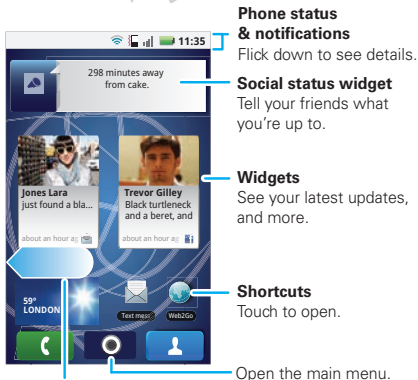 11:35
298 minutes away
from cake.
Jones Lara
just found a bla...
about an hour ag
Trevor Gilley
Black turtleneck
and a beret, and
about an hour ag
59°
LONDON
Text mess
Web2Go
Phone status
& notifications
Flick down to see details.
Social status widget
Tell your friends what
you’re up to.
Widgets
See your latest updates,
and more.
Shortcuts
Touch to open.
Open the main menu.